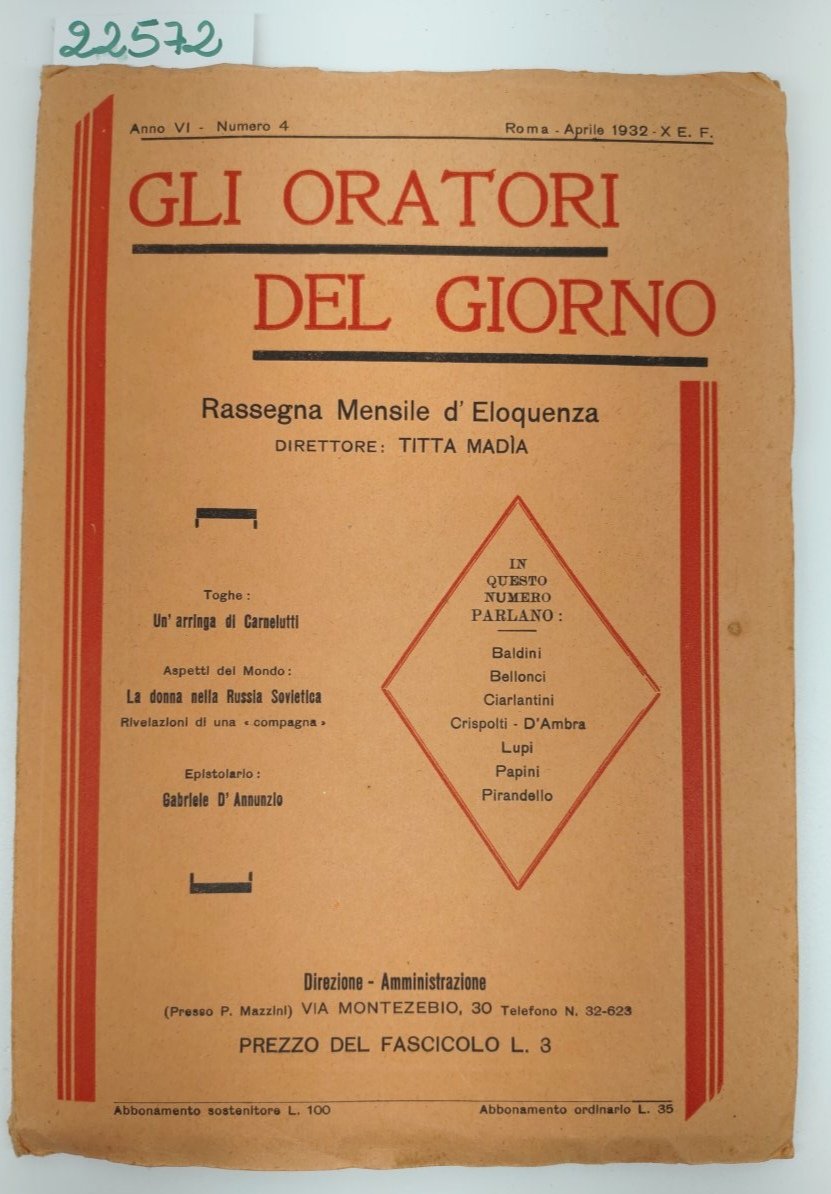 22572
Anno VI - Numero 4
Roma - Aprile 1932 - X E. F.
GLI ORATORI
DEL GIORNO
Rassegna Mensile d' Eloquenza
DIRETTORE: TITTA MADÌA
Toghe :
Un' arringa di Carnelutti
Aspetti del Mondo :
La donna nella Russia Sovietica
Rivelazioni di una « compagna »
Epistolario :
Gabriele D' Annunzio
IN
QUESTO
NUMERO
PARLANO :
Baldini
Bellonci
Ciarlantini
Crispolti - D'Ambra
Lupi
Papini
Pirandello
Direzione - Amministrazione
(Presso P. Mazzini) VIA MONTEZEBIO, 30 Telefono N. 32-623
PREZZO DEL FASCICOLO L. 3
Abbonamento sostenitore L. 100
Abbonamento ordinario L. 35